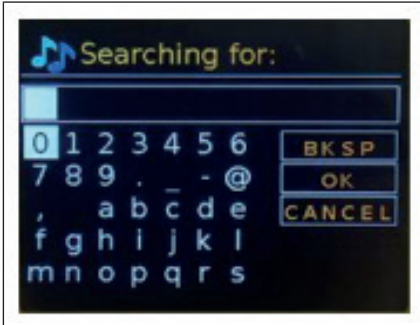 Searching for:
0 1 2 3 4 5 6 BKSP
7 8 9 . _ - @ OK
, a b c d e CANCEL
f g h i j k l
m n o p q r s